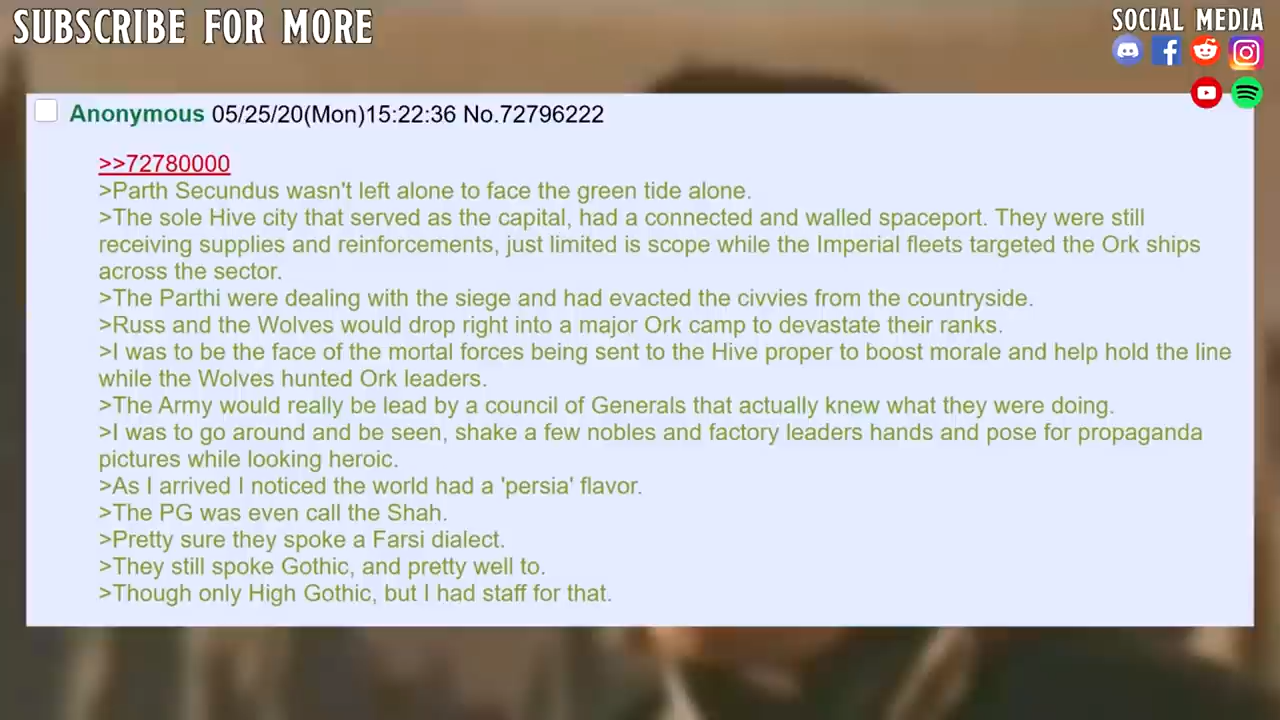 SUBSCRIBE FOR MORE
SOCIAL MEDIA
Anonymous 05/25/20(Mon)15:22:36 No.72796222
>>72780000
>Parth Secundus wasn't left alone to face the green tide alone.
>The sole Hive city that served as the capital, had a connected and walled spaceport. They were still
receiving supplies and reinforcements, just limited is scope while the Imperial fleets targeted the Ork ships
across the sector.
>The Parthi were dealing with the siege and had evacted the civvies from the countryside.
>Russ and the Wolves would drop right into a major Ork camp to devastate their ranks.
>I was to be the face of the mortal forces being sent to the Hive proper to boost morale and help hold the line
while the Wolves hunted Ork leaders.
>The Army would really be lead by a council of Generals that actually knew what they were doing.
>I was to go around and be seen, shake a few nobles and factory leaders hands and pose for propaganda
pictures while looking heroic.
>As I arrived I noticed the world had a 'persia' flavor.
>The PG was even call the Shah.
>Pretty sure they spoke a Farsi dialect.
>They still spoke Gothic, and pretty well to.
>Though only High Gothic, but I had staff for that.